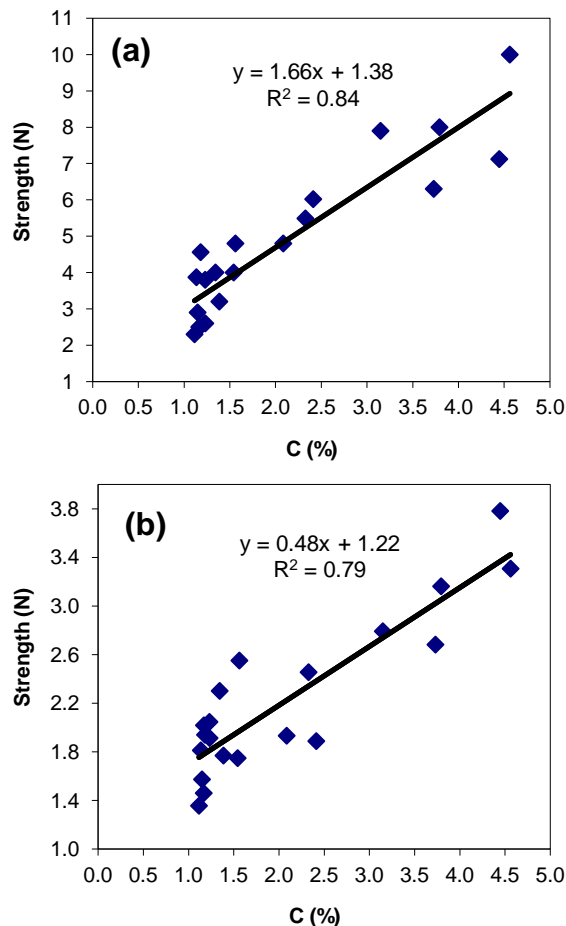 (a)
y = 1.66x + 1.38
R² = 0.84
Strength (N)
10
9
8
7
6
5
4
3
2
1
0.0 0.5 1.0 1.5 2.0 2.5 3.0 3.5 4.0 4.5 5.0
C (%)
(b)
y = 0.48x + 1.22
R² = 0.79
Strength (N)
3.8
3.4
3.0
2.6
2.2
1.8
1.4
1.0
0.0 0.5 1.0 1.5 2.0 2.5 3.0 3.5 4.0 4.5 5.0
C (%)